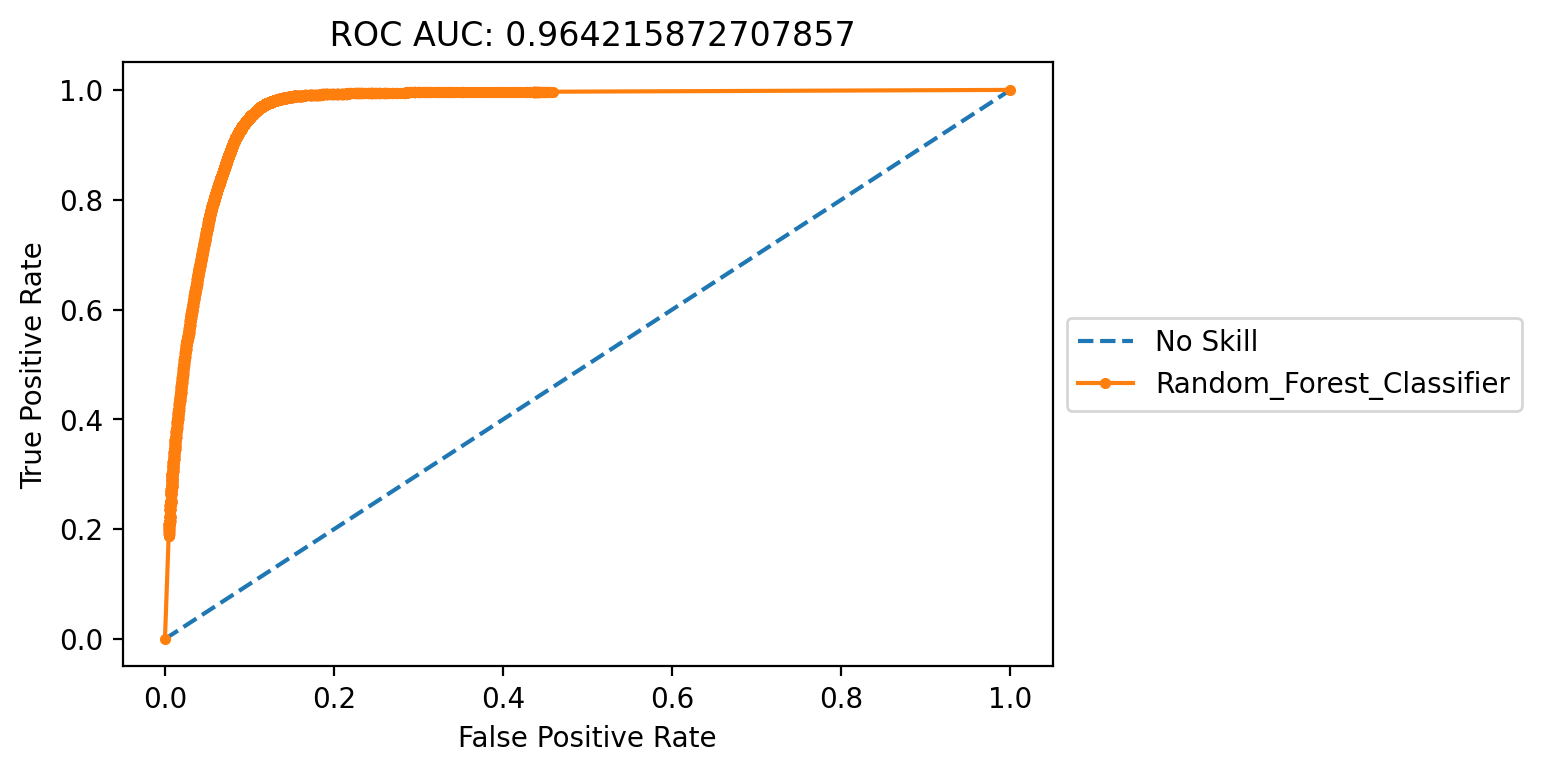 ROC AUC: 0.964215872707857
1.0
0.8
0.6
0.4
0.2
0.0
True Positive Rate
0.0 0.2 0.4 0.6 0.8 1.0
False Positive Rate
No Skill
Random_Forest_Classifier